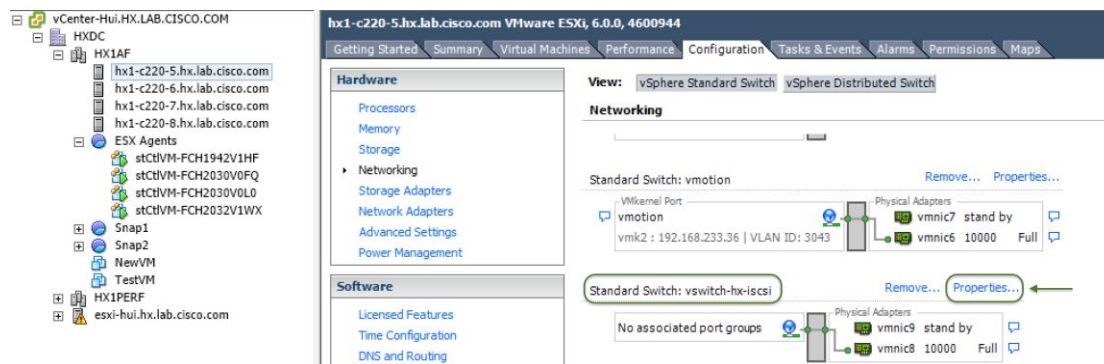 vCenter-Hui.HX.LAB.CISCO.COM
HXDC
HX1AF
hx1-c220-5.hx.lab.cisco.com
hx1-c220-6.hx.lab.cisco.com
hx1-c220-7.hx.lab.cisco.com
hx1-c220-8.hx.lab.cisco.com
ESX Agents
stCtlVM-FCH1942V1HF
stCtlVM-FCH2030V0FQ
stCtlVM-FCH2030V0L0
stCtlVM-FCH2032V1WX
Snap1
Snap2
NewVM
TestVM
HX1PERF
esxi-hui.hx.lab.cisco.com
hx1-c220-5.hx.lab.cisco.com VMware ESXi, 6.0.0, 4600944
Getting Started Summary Virtual Machines Performance Configuration Tasks & Events Alarms Permissions Maps
Hardware
Processors
Memory
Storage
Networking
Storage Adapters
Network Adapters
Advanced Settings
Power Management
Software
Licensed Features
Time Configuration
DNS and Routing
View: vSphere Standard Switch vSphere Distributed Switch
Networking
Standard Switch: vmotion Remove... Properties...
VMkernel Port Physical Adapters
vmotion vmnic7 stand by
vmk2 : 192.168.233.36 | VLAN ID: 3043 vmnic6 10000 Full
Standard Switch: vswitch-hx-iscsi Remove... Properties...
Physical Adapters
No associated port groups vmnic9 stand by
vmnic8 10000 Full